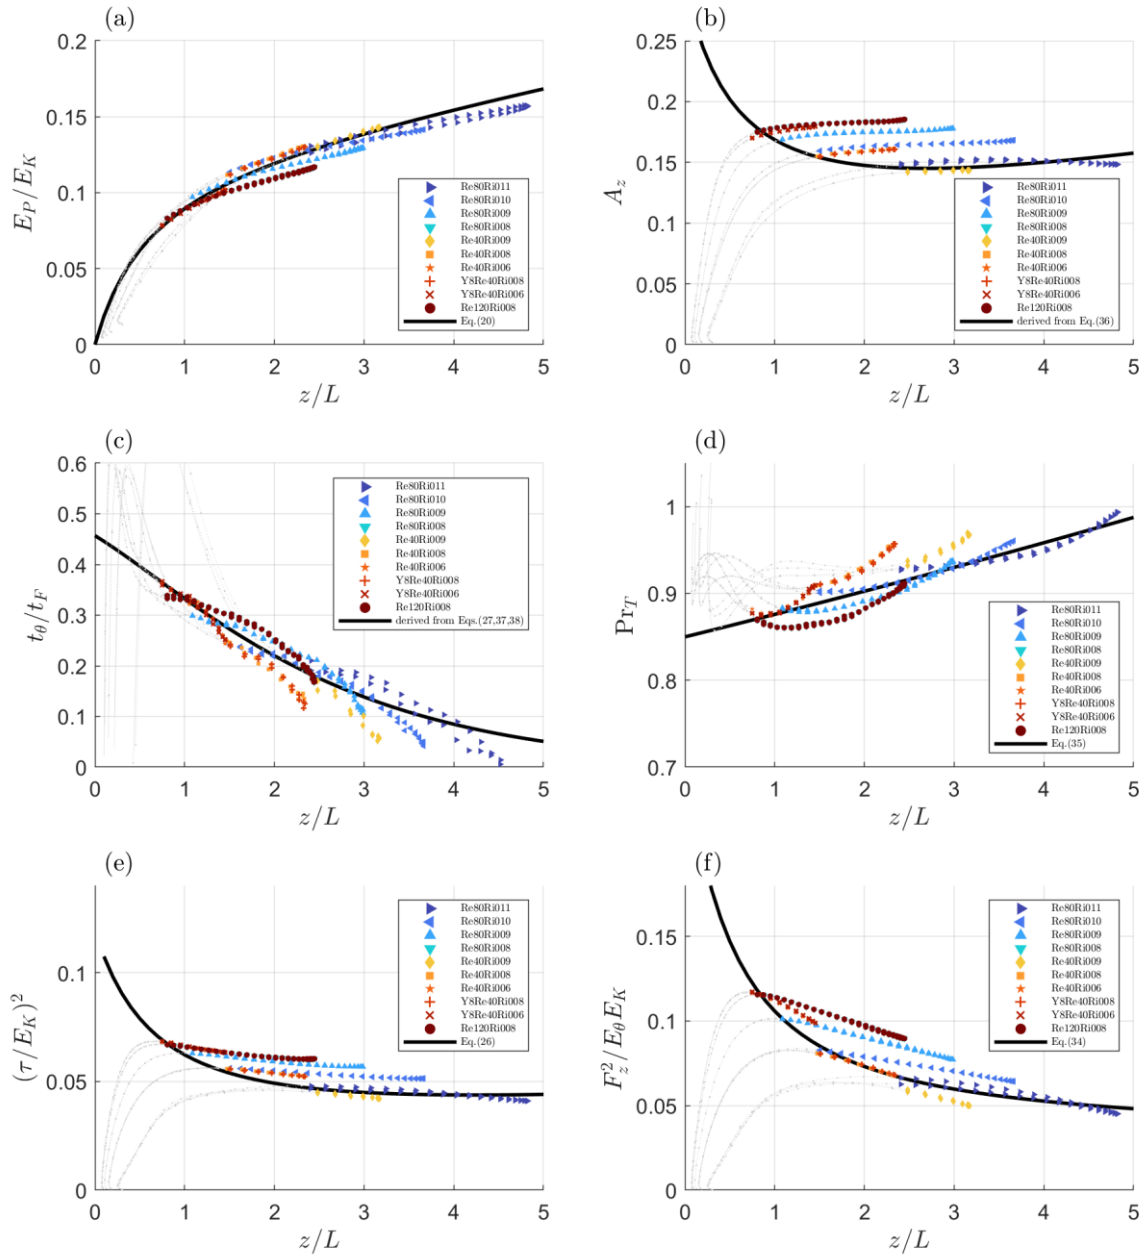 (a)
0.2
0.15
0.1
0.05
0
E_P/E_K
0 1 2 3 4 5
z/L
Re80Ri011
Re80Ri010
Re80Ri009
Re80Ri008
Re40Ri009
Re40Ri008
Re40Ri006
Y8Re40Ri008
Y8Re40Ri006
Re120Ri008
Eq.(20)
(b)
0.25
0.2
0.15
0.1
0.05
0
A_z
0 1 2 3 4 5
z/L
Re80Ri011
Re80Ri010
Re80Ri009
Re80Ri008
Re40Ri009
Re40Ri008
Re40Ri006
Y8Re40Ri008
Y8Re40Ri006
Re120Ri008
derived from Eq.(36)
(c)
0.6
0.5
0.4
0.3
0.2
0.1
0
t_θ/t_F
0 1 2 3 4 5
z/L
Re80Ri011
Re80Ri010
Re80Ri009
Re80Ri008
Re40Ri009
Re40Ri008
Re40Ri006
Y8Re40Ri008
Y8Re40Ri006
Re120Ri008
derived from Eqs.(27,37,38)
(d)
1
0.9
0.8
0.7
Pr_T
0 1 2 3 4 5
z/L
Re80Ri011
Re80Ri010
Re80Ri009
Re80Ri008
Re40Ri009
Re40Ri008
Re40Ri006
Y8Re40Ri008
Y8Re40Ri006
Re120Ri008
Eq.(35)
(e)
0.1
0.05
0
(τ/E_K)²
0 1 2 3 4 5
z/L
Re80Ri011
Re80Ri010
Re80Ri009
Re80Ri008
Re40Ri009
Re40Ri008
Re40Ri006
Y8Re40Ri008
Y8Re40Ri006
Re120Ri008
Eq.(26)
(f)
0.15
0.1
0.05
0
F_z²/E_θE_K
0 1 2 3 4 5
z/L
Re80Ri011
Re80Ri010
Re80Ri009
Re80Ri008
Re40Ri009
Re40Ri008
Re40Ri006
Y8Re40Ri008
Y8Re40Ri006
Re120Ri008
Eq.(34)